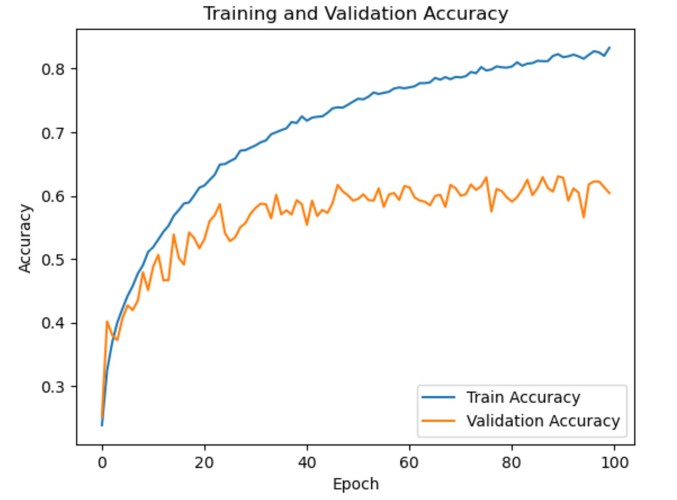 Training and Validation Accuracy
0.8
0.7
0.6
0.5
0.4
0.3
Accuracy
Train Accuracy
Validation Accuracy
0 20 40 60 80 100
Epoch